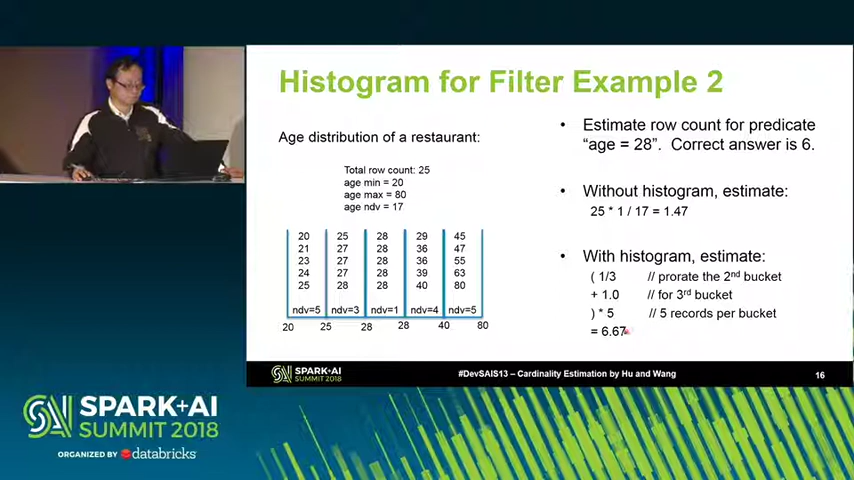 Histogram for Filter Example 2
Age distribution of a restaurant:
Total row count: 25
age min = 20
age max = 80
age ndv = 17
20 25 28 29 45
21 27 28 36 47
23 27 28 36 55
24 27 28 39 63
25 28 28 40 80
ndv=5 ndv=3 ndv=1 ndv=4 ndv=5
20 25 28 28 40 80
• Estimate row count for predicate
"age = 28". Correct answer is 6.
• Without histogram, estimate:
25 * 1 / 17 = 1.47
• With histogram, estimate:
( 1/3 // prorate the 2nd bucket
+ 1.0 // for 3rd bucket
) * 5 // 5 records per bucket
= 6.67
SPARK+AI
SUMMIT 2018
#DevSAIS13 – Cardinality Estimation by Hu and Wang
16
SPARK+AI
SUMMIT 2018
ORGANIZED BY databricks